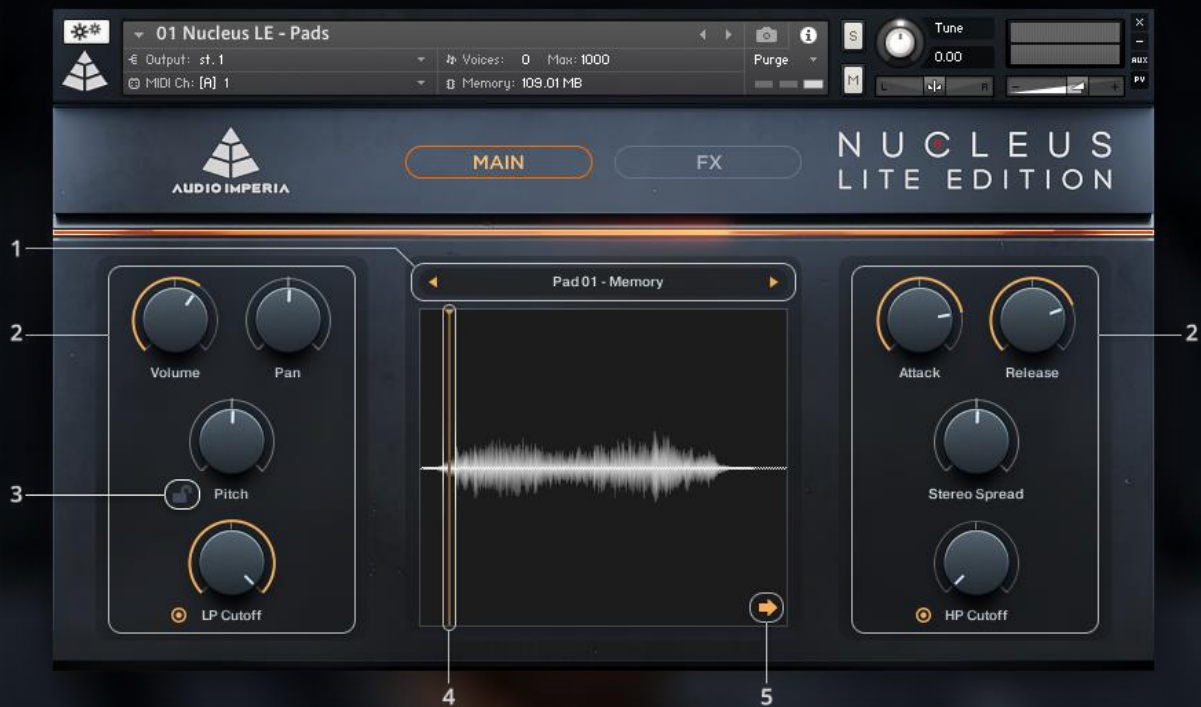 01 Nucleus LE - Pads
Output: st. 1
Voices: 0 Max: 1000
Purge
MIDI Ch: [A] 1
Memory: 109.01 MB
S
M
Tune
0.00
L
R
AUX
PV
AUDIO IMPERIA
MAIN
FX
NUCLEUS
LITE EDITION
1
Pad 01 - Memory
2
Volume
Pan
Attack
Release
2
3
Pitch
Stereo Spread
LP Cutoff
HP Cutoff
4
5